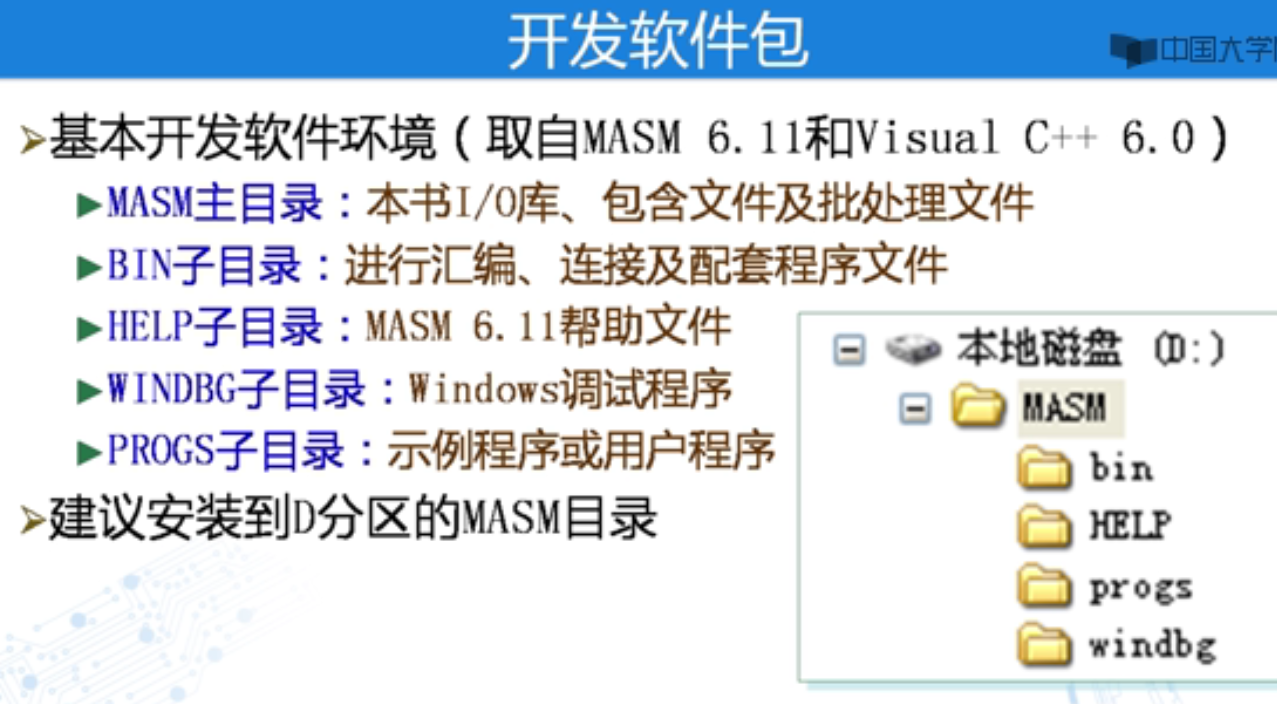 开发软件包
中国大学
基本开发软件环境（取自MASM 6.11和Visual C++ 6.0）
MASM主目录：本书I/O库、包含文件及批处理文件
BIN子目录：进行汇编、连接及配套程序文件
HELP子目录：MASM 6.11帮助文件
WINDBG子目录：Windows调试程序
PROGS子目录：示例程序或用户程序
建议安装到D分区的MASM目录
本地磁盘 (D:)
MASM
bin
HELP
progs
windbg